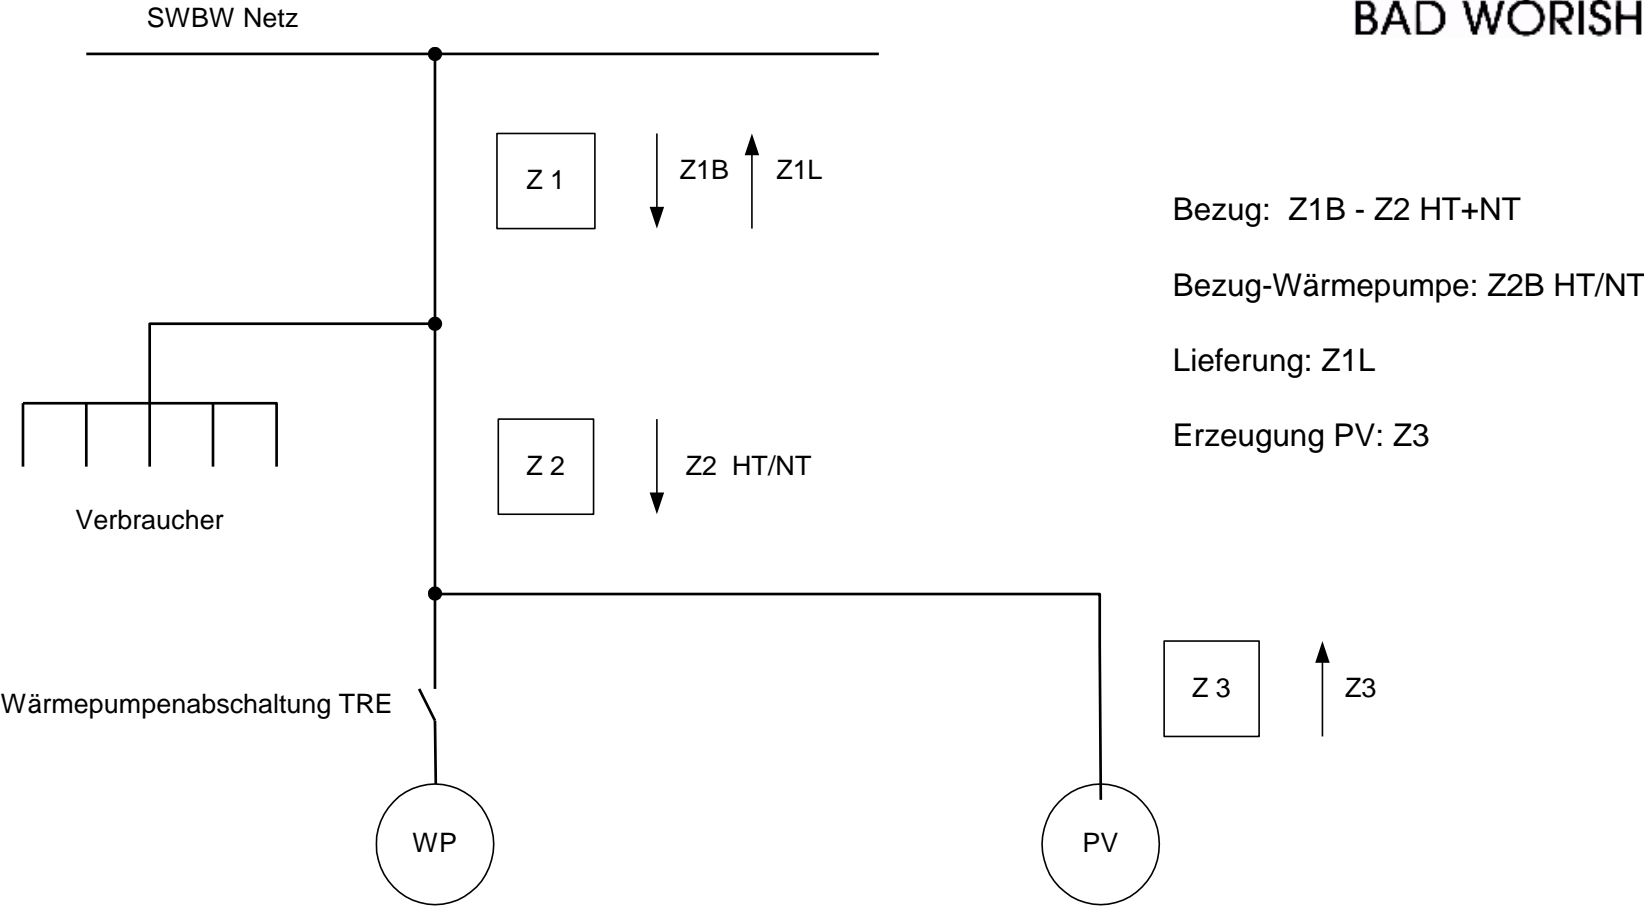 SWBW Netz
BAD WÖRISH
Z 1
Z1B
Z1L
Bezug: Z1B - Z2 HT+NT
Bezug-Wärmepumpe: Z2B HT/NT
Lieferung: Z1L
Erzeugung PV: Z3
Z 2
Z2 HT/NT
Verbraucher
Z 3
Z3
Wärmepumpenabschaltung TRE
WP
PV